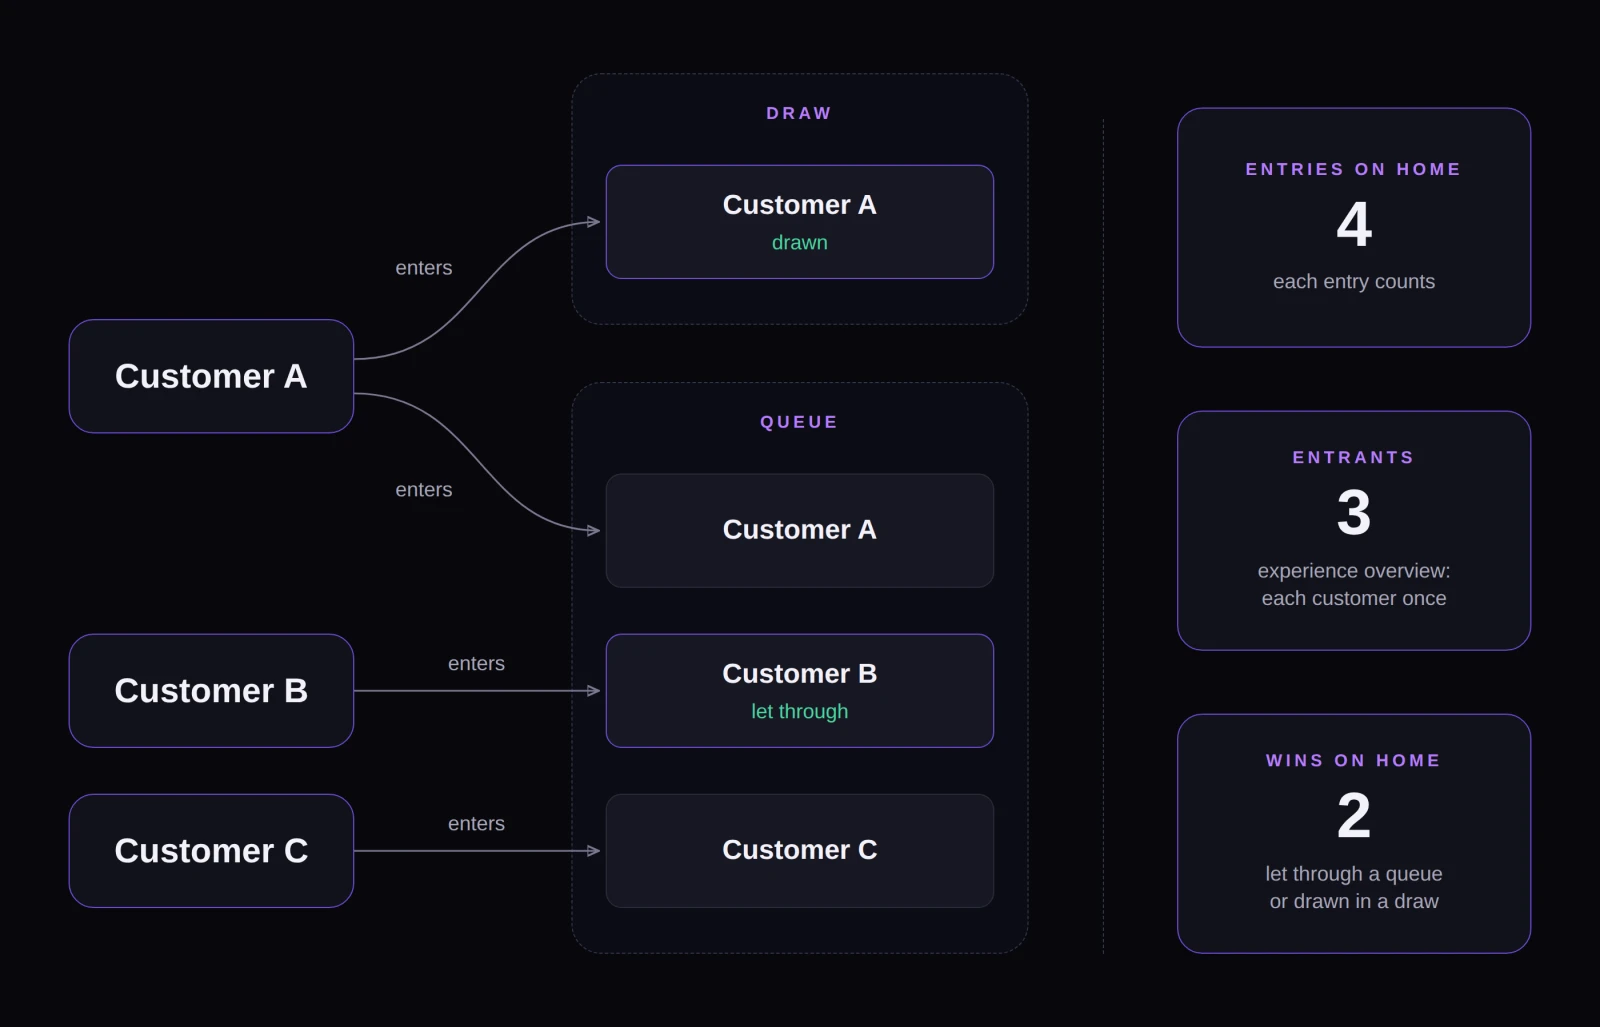 Customer A
enters
enters
Customer B
enters
Customer C
enters
DRAW
Customer A
drawn
QUEUE
Customer A
Customer B
let through
Customer C
ENTRIES ON HOME
4
each entry counts
ENTRANTS
3
experience overview:
each customer once
WINS ON HOME
2
let through a queue
or drawn in a draw